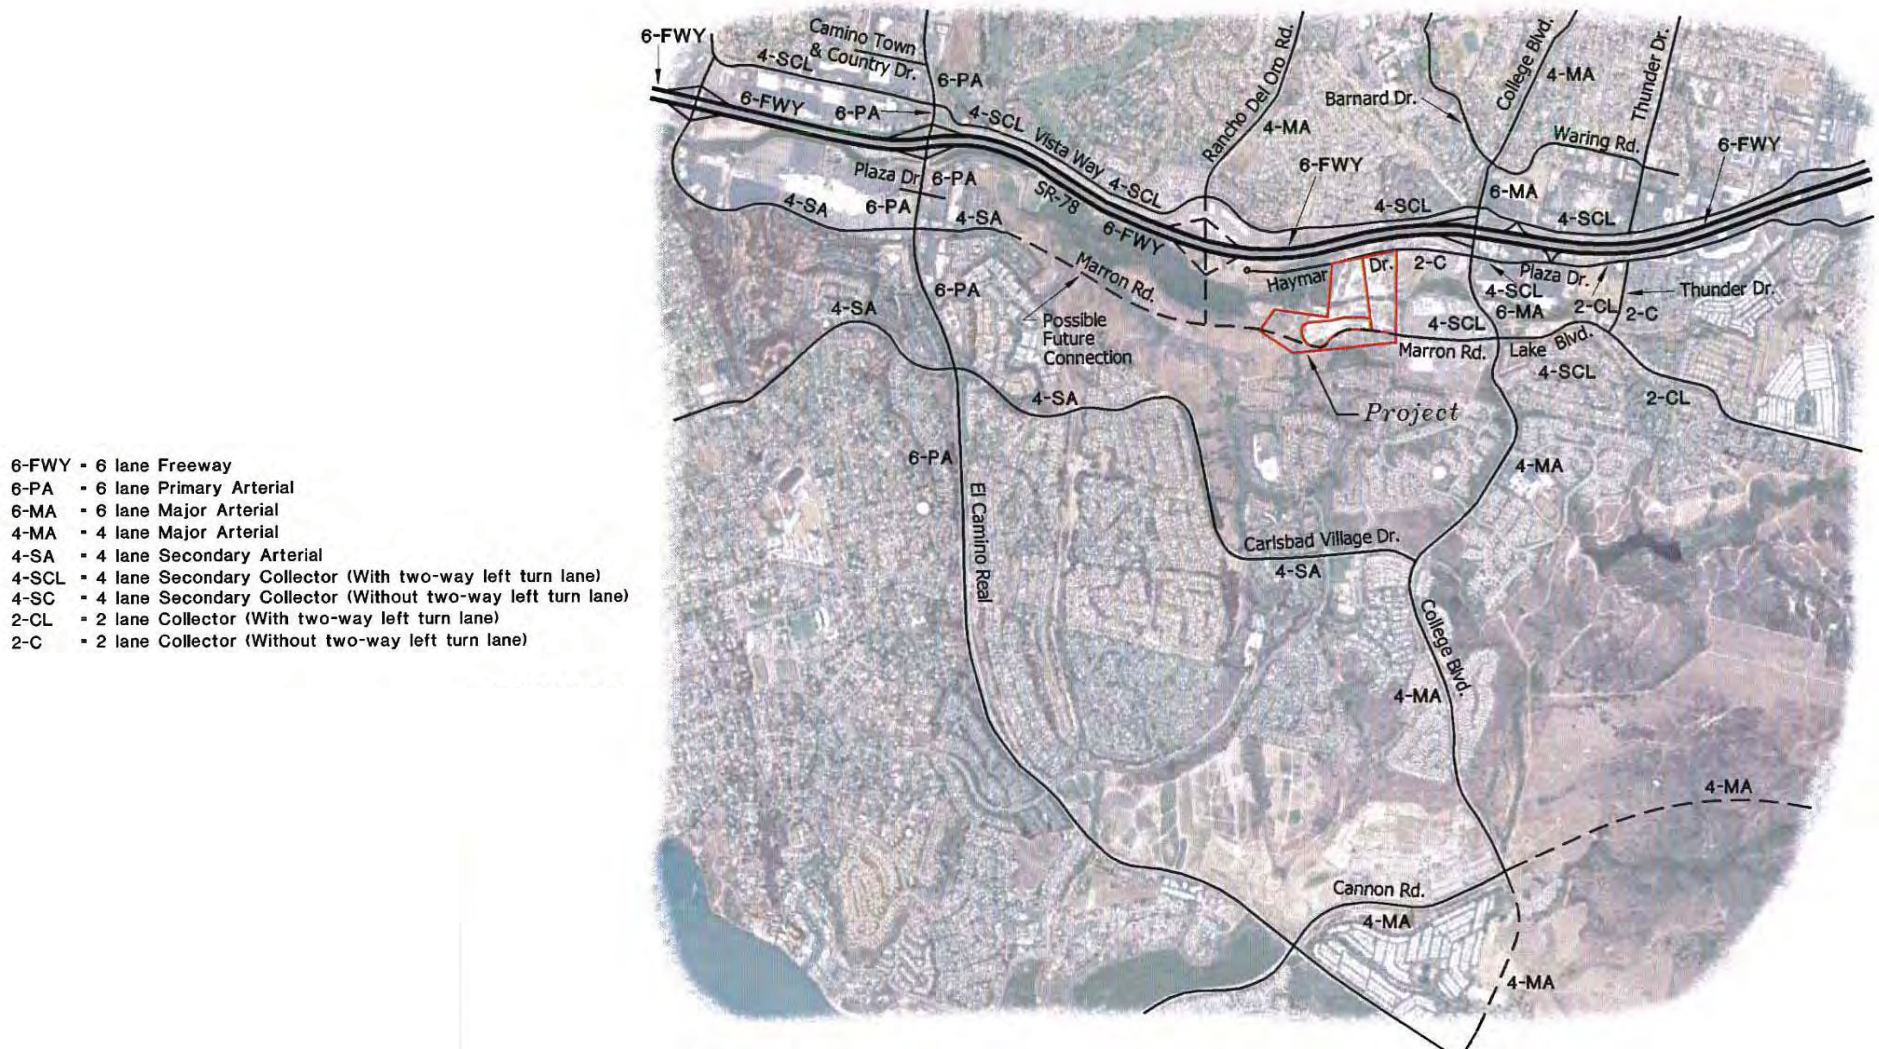 6-FWY
Camino Town
& Country Dr.
4-SCL
6-PA
6-FWY
6-PA
4-SCL
Vista Way
4-SCL
Rancho Del Oro Rd.
4-MA
Barnard Dr.
College Blvd.
4-MA
Thunder Dr.
Waring Rd.
6-FWY
6-FWY
6-MA
Plaza Dr.
6-PA
6-PA
4-SA
4-SA
SR-78
6-FWY
4-SCL
4-SCL
Marron Rd.
Haymar
Dr.
2-C
Plaza Dr.
4-SCL
6-MA
2-CL
2-C
Thunder Dr.
6-PA
4-SA
Possible
Future
Connection
4-SCL
Marron Rd.
Lake Blvd.
4-SCL
2-CL
4-SA
Project
6-PA
4-MA
El Camino Real
Carlsbad Village Dr.
4-SA
College Blvd.
4-MA
4-MA
Cannon Rd.
4-MA
4-MA
6-FWY - 6 lane Freeway
6-PA - 6 lane Primary Arterial
6-MA - 6 lane Major Arterial
4-MA - 4 lane Major Arterial
4-SA - 4 lane Secondary Arterial
4-SCL - 4 lane Secondary Collector (With two-way left turn lane)
4-SC - 4 lane Secondary Collector (Without two-way left turn lane)
2-CL - 2 lane Collector (With two-way left turn lane)
2-C - 2 lane Collector (Without two-way left turn lane)